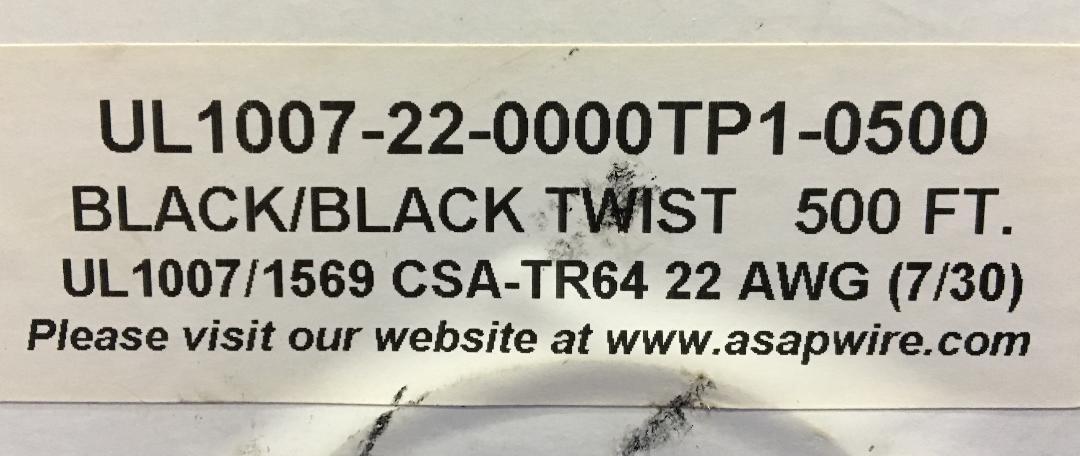 UL1007-22-0000TP1-0500
BLACK/BLACK TWIST 500 FT.
UL1007/1569 CSA-TR64 22 AWG (7/30)
Please visit our website at www.asapwire.com